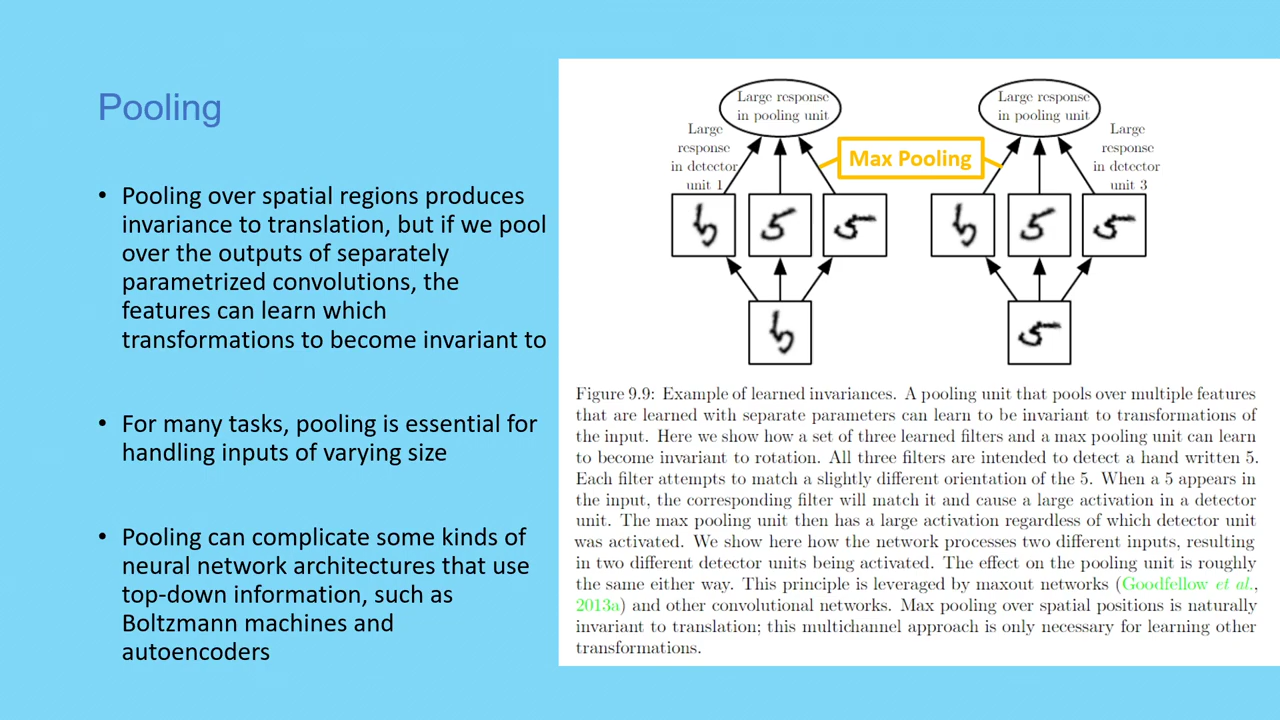 Pooling
• Pooling over spatial regions produces
invariance to translation, but if we pool
over the outputs of separately
parametrized convolutions, the
features can learn which
transformations to become invariant to
• For many tasks, pooling is essential for
handling inputs of varying size
• Pooling can complicate some kinds of
neural network architectures that use
top-down information, such as
Boltzmann machines and
autoencoders
Large response
in pooling unit
Large
response
in detector
unit 1
Max Pooling
Large response
in pooling unit
Large
response
in detector
unit 3
5 5 5
5 5 5
5
5
Figure 9.9: Example of learned invariances. A pooling unit that pools over multiple features
that are learned with separate parameters can learn to be invariant to transformations of
the input. Here we show how a set of three learned filters and a max pooling unit can learn
to become invariant to rotation. All three filters are intended to detect a hand written 5.
Each filter attempts to match a slightly different orientation of the 5. When a 5 appears in
the input, the corresponding filter will match it and cause a large activation in a detector
unit. The max pooling unit then has a large activation regardless of which detector unit
was activated. We show here how the network processes two different inputs, resulting
in two different detector units being activated. The effect on the pooling unit is roughly
the same either way. This principle is leveraged by maxout networks (Goodfellow et al.,
2013a) and other convolutional networks. Max pooling over spatial positions is naturally
invariant to translation; this multichannel approach is only necessary for learning other
transformations.